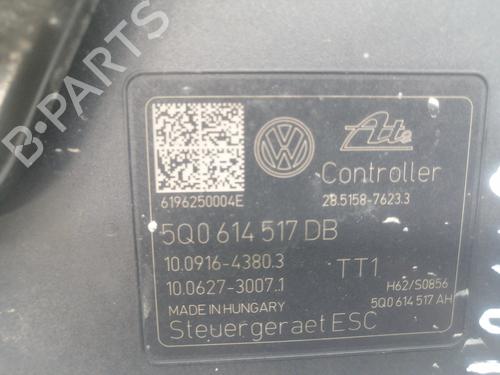 B-PARTS
Ate
Controller
6196250004E
28.5158-7623.3
5Q0 614 517 DB
10.0916-4380.3
TT1
10.0627-3007.1
H62/S0856
MADE IN HUNGARY
5Q0 614 517 AH
Steuergeraet ESC